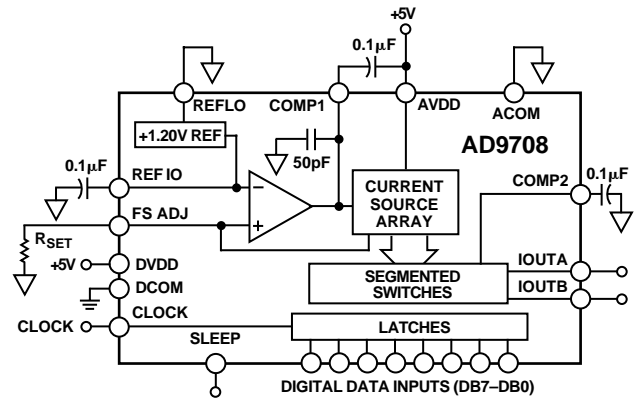 +5V
0.1µF
REFLO
COMP1
AVDD
ACOM
+1.20V REF
AD9708
50pF
0.1µF
REF IO
COMP2
0.1µF
–
+
CURRENT
SOURCE
ARRAY
FS ADJ
RSET
+5V
DVDD
DCOM
SEGMENTED
SWITCHES
IOUTA
IOUTB
CLOCK
CLOCK
LATCHES
SLEEP
DIGITAL DATA INPUTS (DB7–DB0)